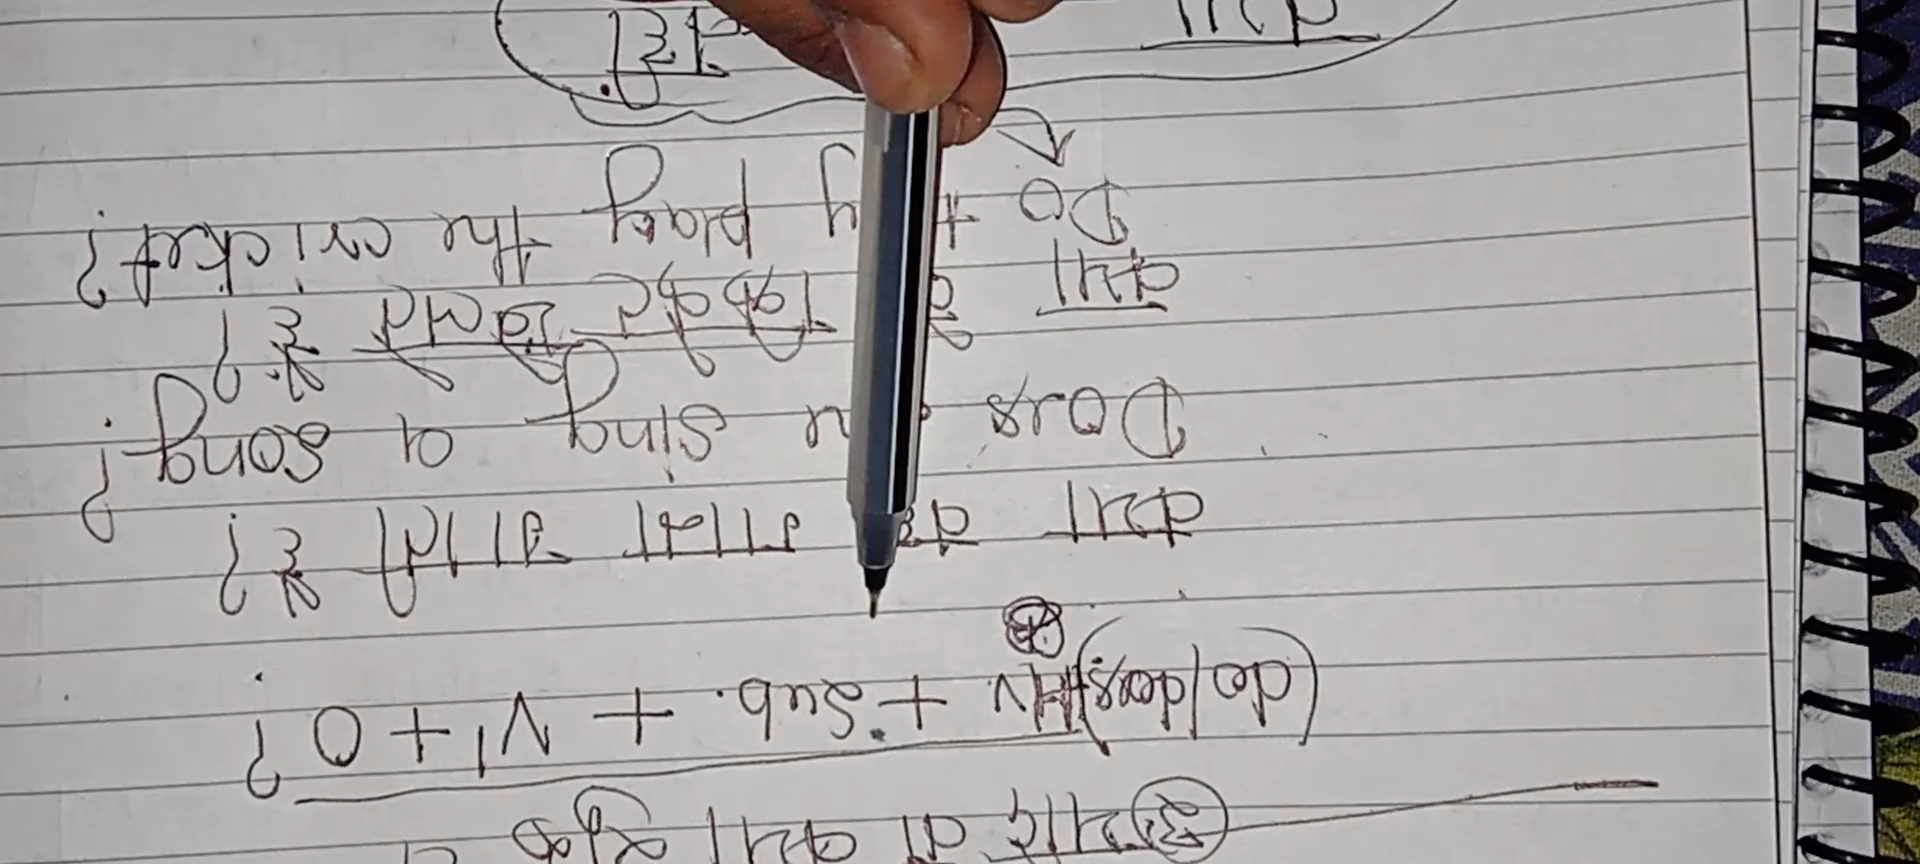 (do/does)HV + Sub. + V1 + O ?
क्या वह गाना गाती है ?
Does sing a song ?
क्या वे क्रिकेट खेलते हैं ?
Do they play the cricket ?
क्या